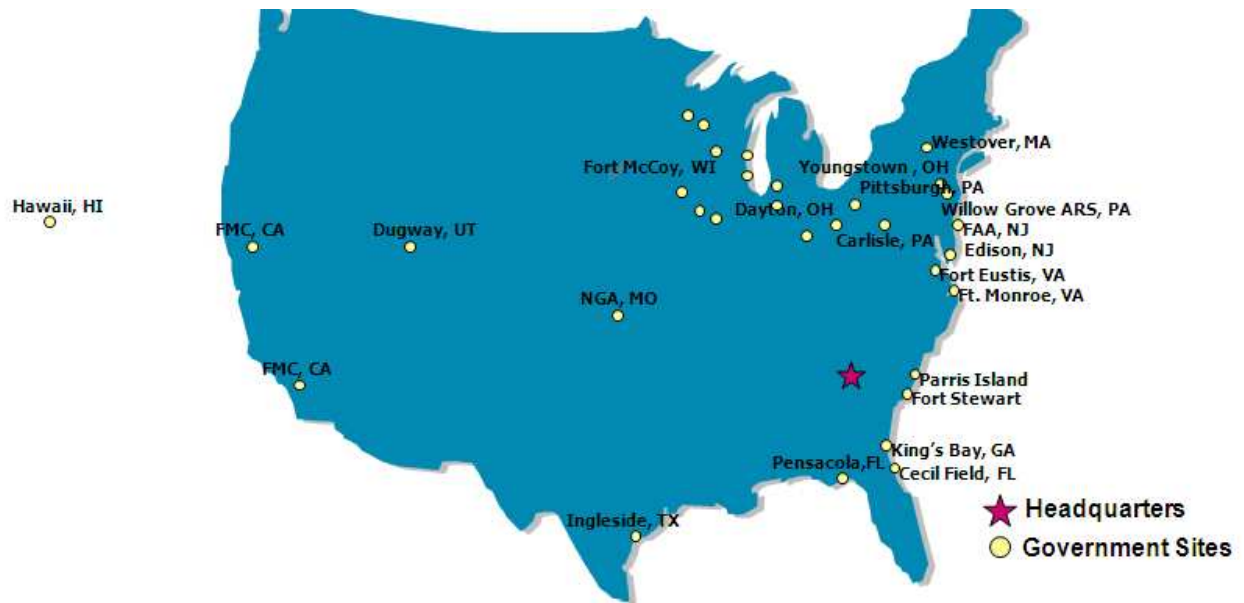 Westover, MA
Fort McCoy, WI
Youngstown , OH
Pittsburgh, PA
Hawaii, HI
Dayton, OH
Willow Grove ARS, PA
FMC, CA
Dugway, UT
Carlisle, PA
FAA, NJ
Edison, NJ
Fort Eustis, VA
Ft. Monroe, VA
NGA, MO
FMC, CA
Parris Island
Fort Stewart
King's Bay, GA
Pensacola,FL
Cecil Field, FL
Ingleside, TX
Headquarters
Government Sites